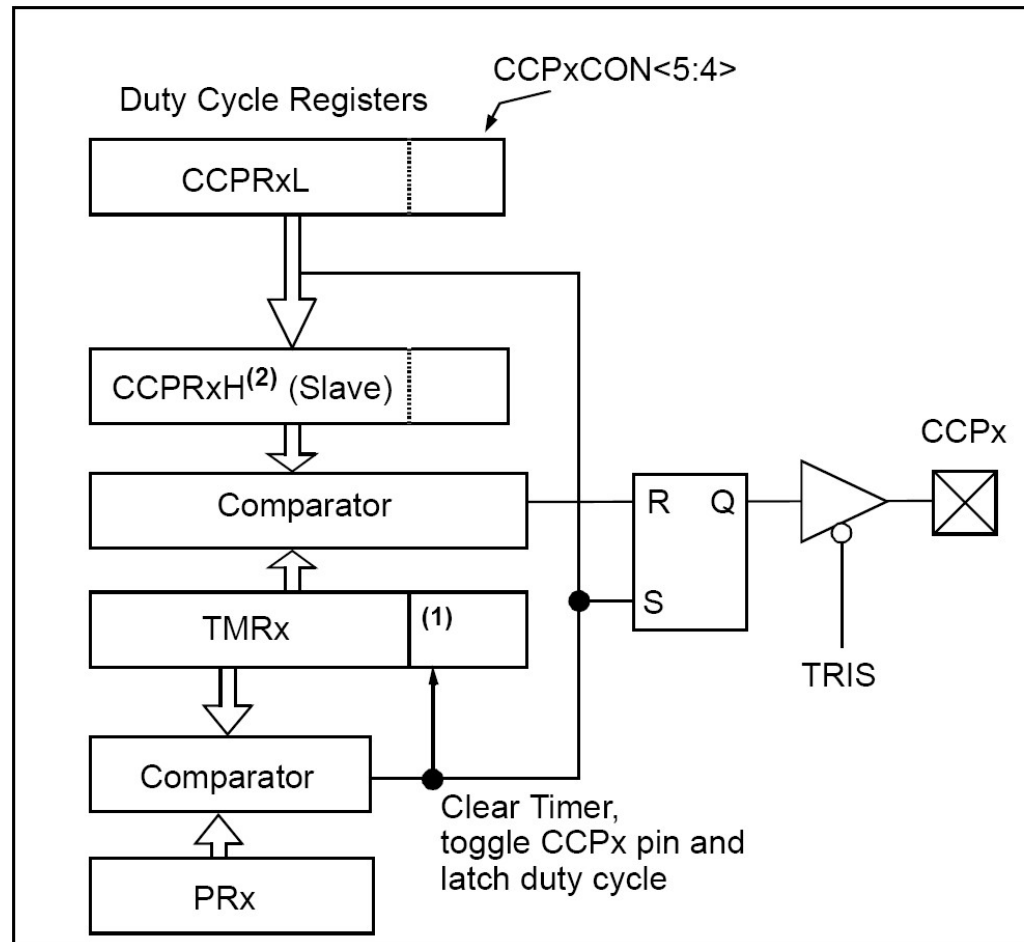 CCPxCON<5:4>
Duty Cycle Registers
CCPRxL
CCPRxH(2) (Slave)
CCPx
Comparator
R Q
TMRx
(1)
S
TRIS
Comparator
Clear Timer,
toggle CCPx pin and
latch duty cycle
PRx